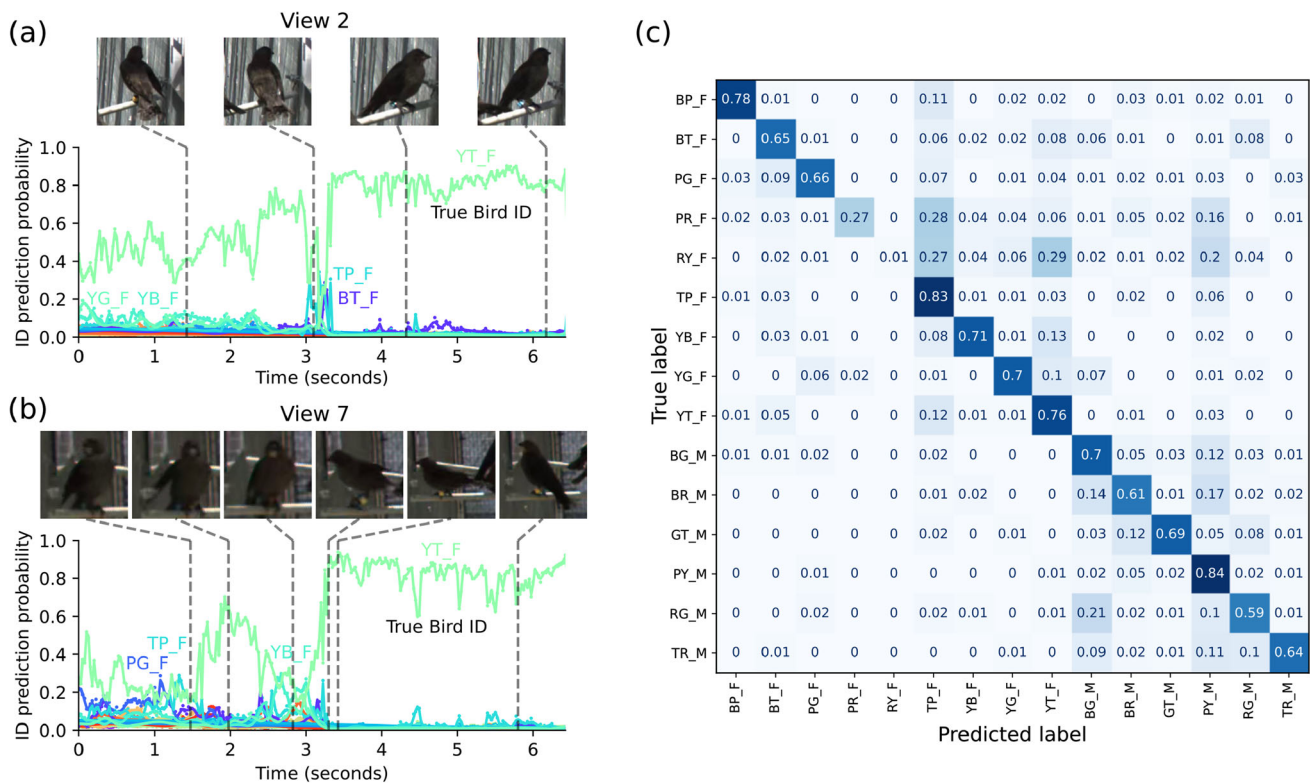 (a)
View 2
ID prediction probability
1.0
0.8
0.6
0.4
0.2
0.0
YT_F
True Bird ID
TP_F
BT_F
YG_F YB_F
0 1 2 3 4 5 6
Time (seconds)
(b)
View 7
ID prediction probability
1.0
0.8
0.6
0.4
0.2
0.0
YT_F
True Bird ID
TP_F
PG_F
YB_F
0 1 2 3 4 5 6
Time (seconds)
(c)
True label
BP_F 0.78 0.01 0 0 0 0.11 0 0.02 0.02 0 0.03 0.01 0.02 0.01 0
BT_F 0 0.65 0.01 0 0 0.06 0.02 0.02 0.08 0.06 0.01 0 0.01 0.08 0
PG_F 0.03 0.09 0.66 0 0 0.07 0 0.01 0.04 0.01 0.02 0.01 0.03 0 0.03
PR_F 0.02 0.03 0.01 0.27 0 0.28 0.04 0.04 0.06 0.01 0.05 0.02 0.16 0 0.01
RY_F 0 0.02 0.01 0 0.01 0.27 0.04 0.06 0.29 0.02 0.01 0.02 0.2 0.04 0
TP_F 0.01 0.03 0 0 0 0.83 0.01 0.01 0.03 0 0.02 0 0.06 0 0
YB_F 0 0.03 0.01 0 0 0.08 0.71 0.01 0.13 0 0 0 0.02 0 0
YG_F 0 0 0.06 0.02 0 0.01 0 0.7 0.1 0.07 0 0 0.01 0.02 0
YT_F 0.01 0.05 0 0 0 0.12 0.01 0.01 0.76 0 0.01 0 0.03 0 0
BG_M 0.01 0.01 0.02 0 0 0.02 0 0 0 0.7 0.05 0.03 0.12 0.03 0.01
BR_M 0 0 0 0 0 0.01 0.02 0 0 0.14 0.61 0.01 0.17 0.02 0.02
GT_M 0 0 0 0 0 0.02 0 0.01 0 0.03 0.12 0.69 0.05 0.08 0.01
PY_M 0 0 0.01 0 0 0 0 0 0.01 0.02 0.05 0.02 0.84 0.02 0.01
RG_M 0 0 0.02 0 0 0.02 0.01 0 0.01 0.21 0.02 0.01 0.1 0.59 0.01
TR_M 0 0.01 0 0 0 0 0 0.01 0 0.09 0.02 0.01 0.11 0.1 0.64
BP_F BT_F PG_F PR_F RY_F TP_F YB_F YG_F YT_F BG_M BR_M GT_M PY_M RG_M TR_M
Predicted label